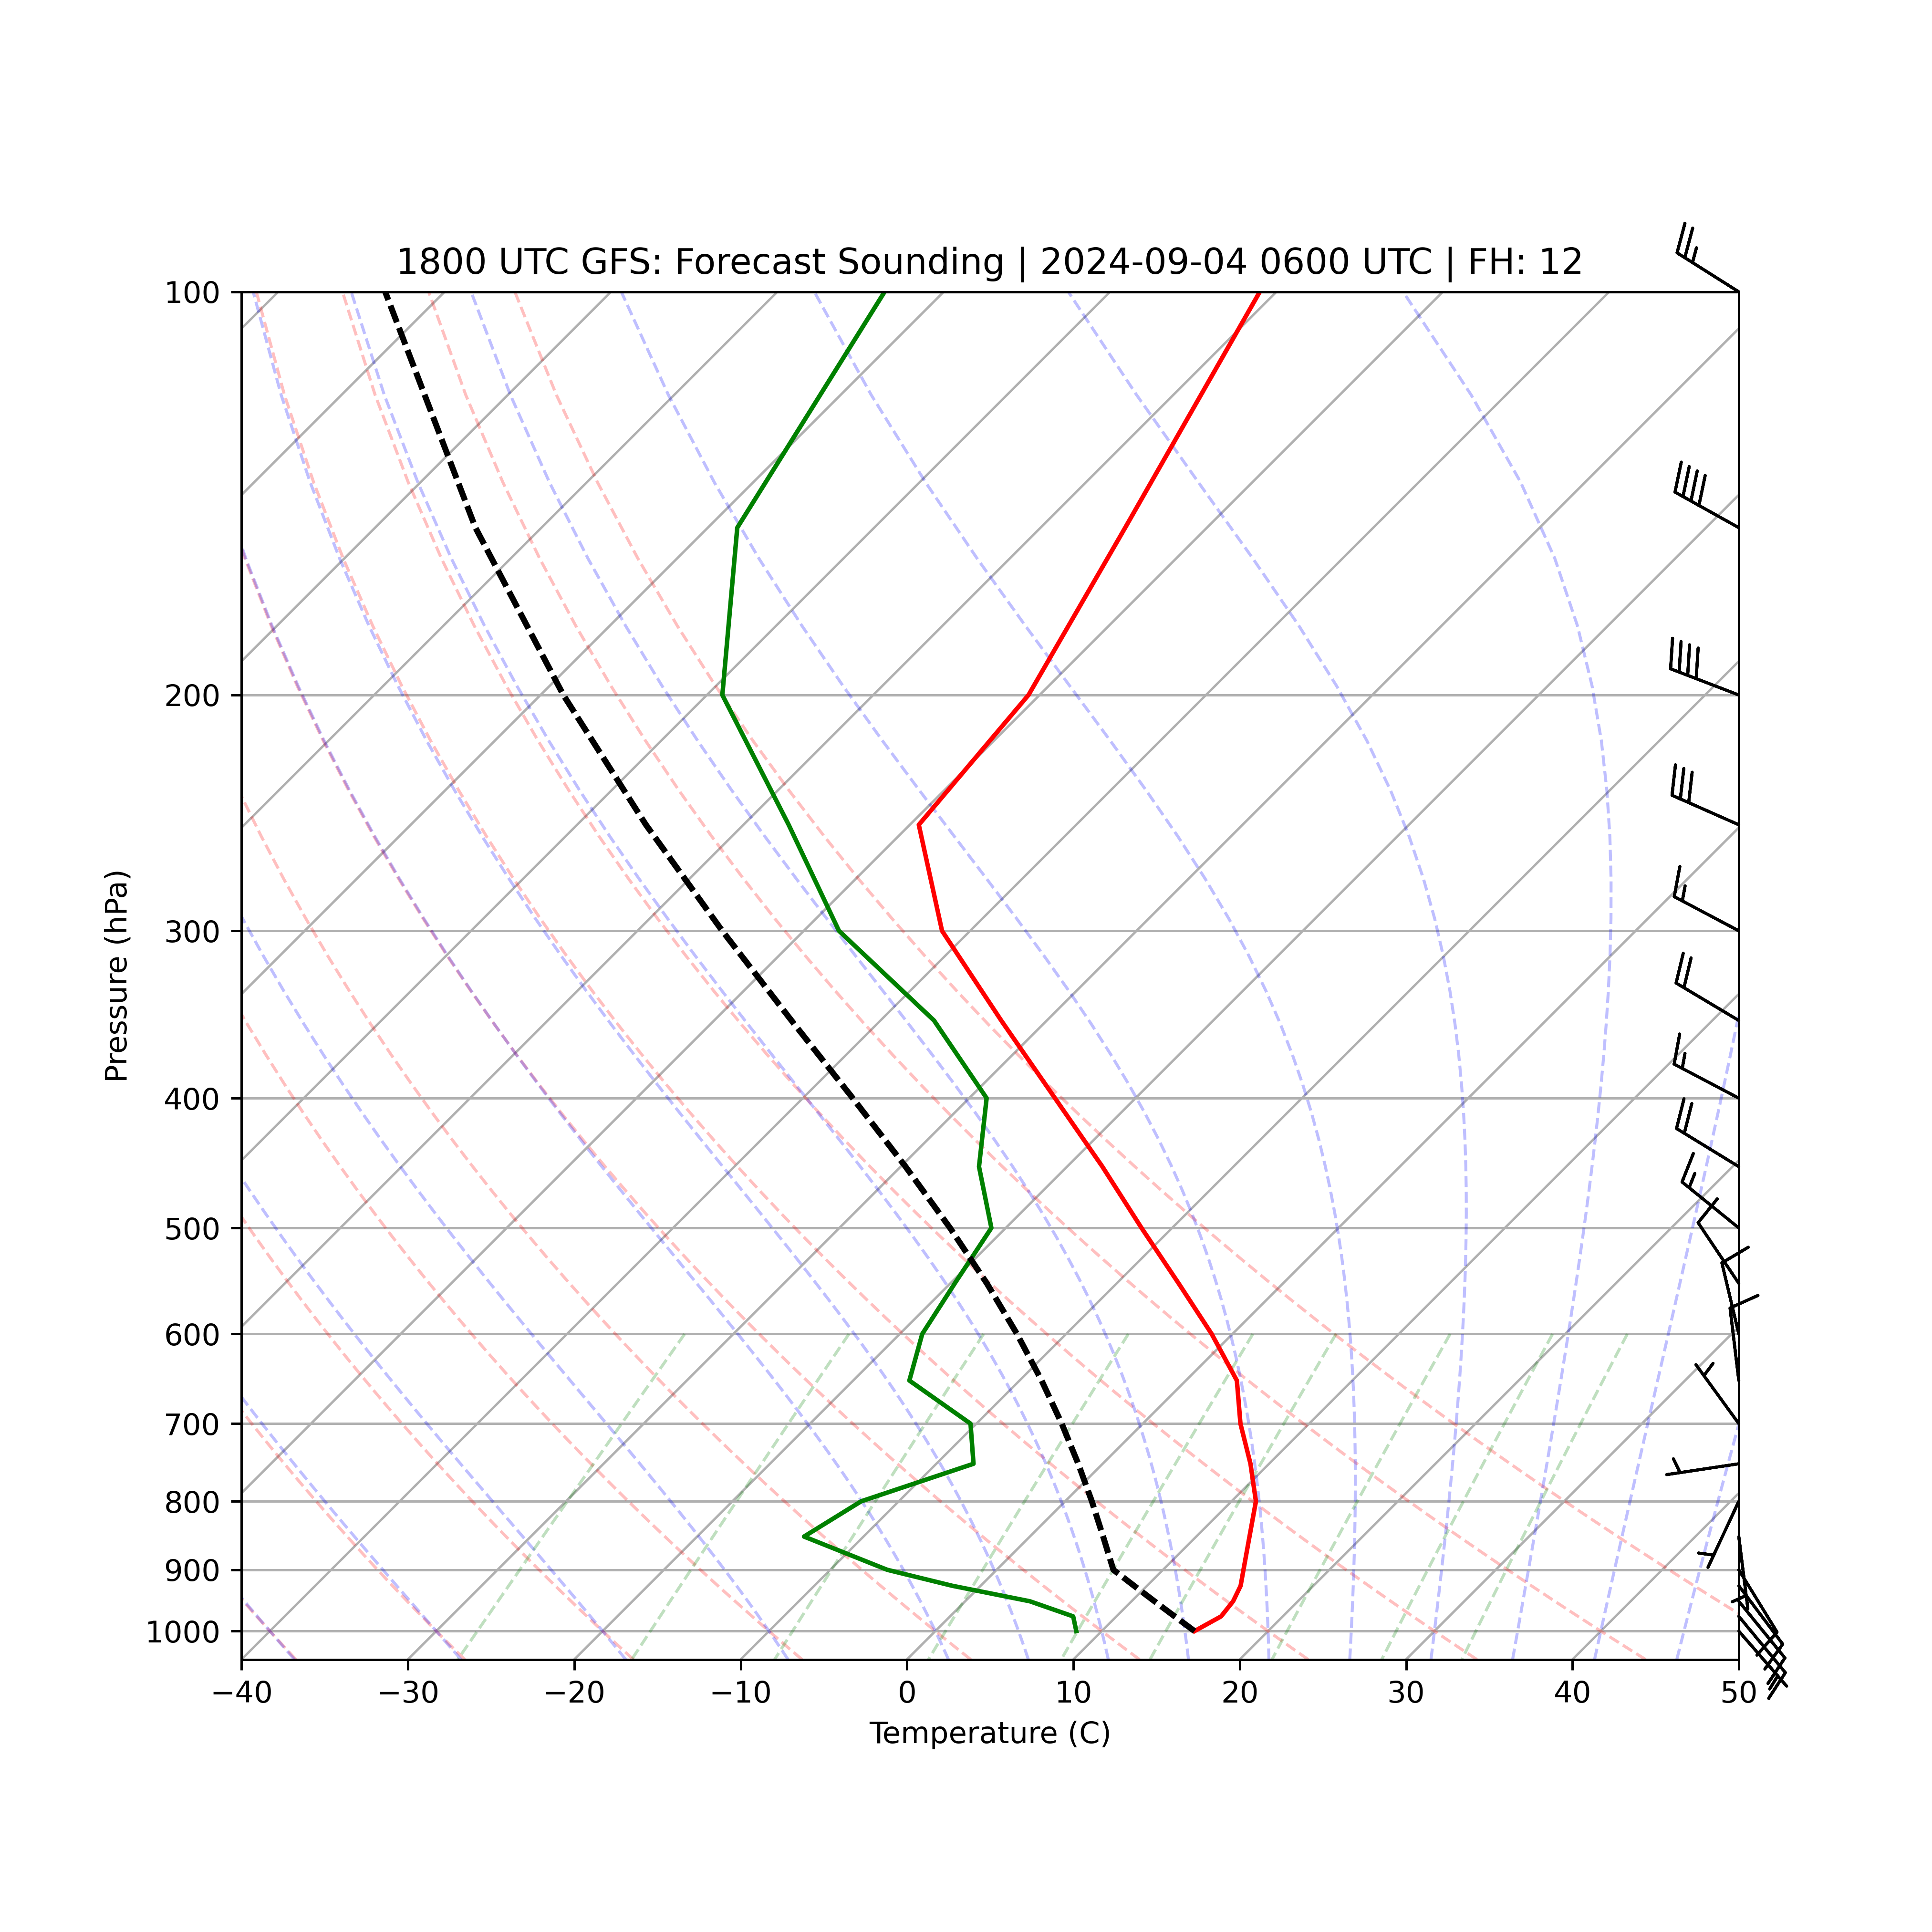 1800 UTC GFS: Forecast Sounding | 2024-09-04 0600 UTC | FH: 12
100
200
300
400
500
600
700
800
900
1000
Pressure (hPa)
−40 −30 −20 −10 0 10 20 30 40 50
Temperature (C)